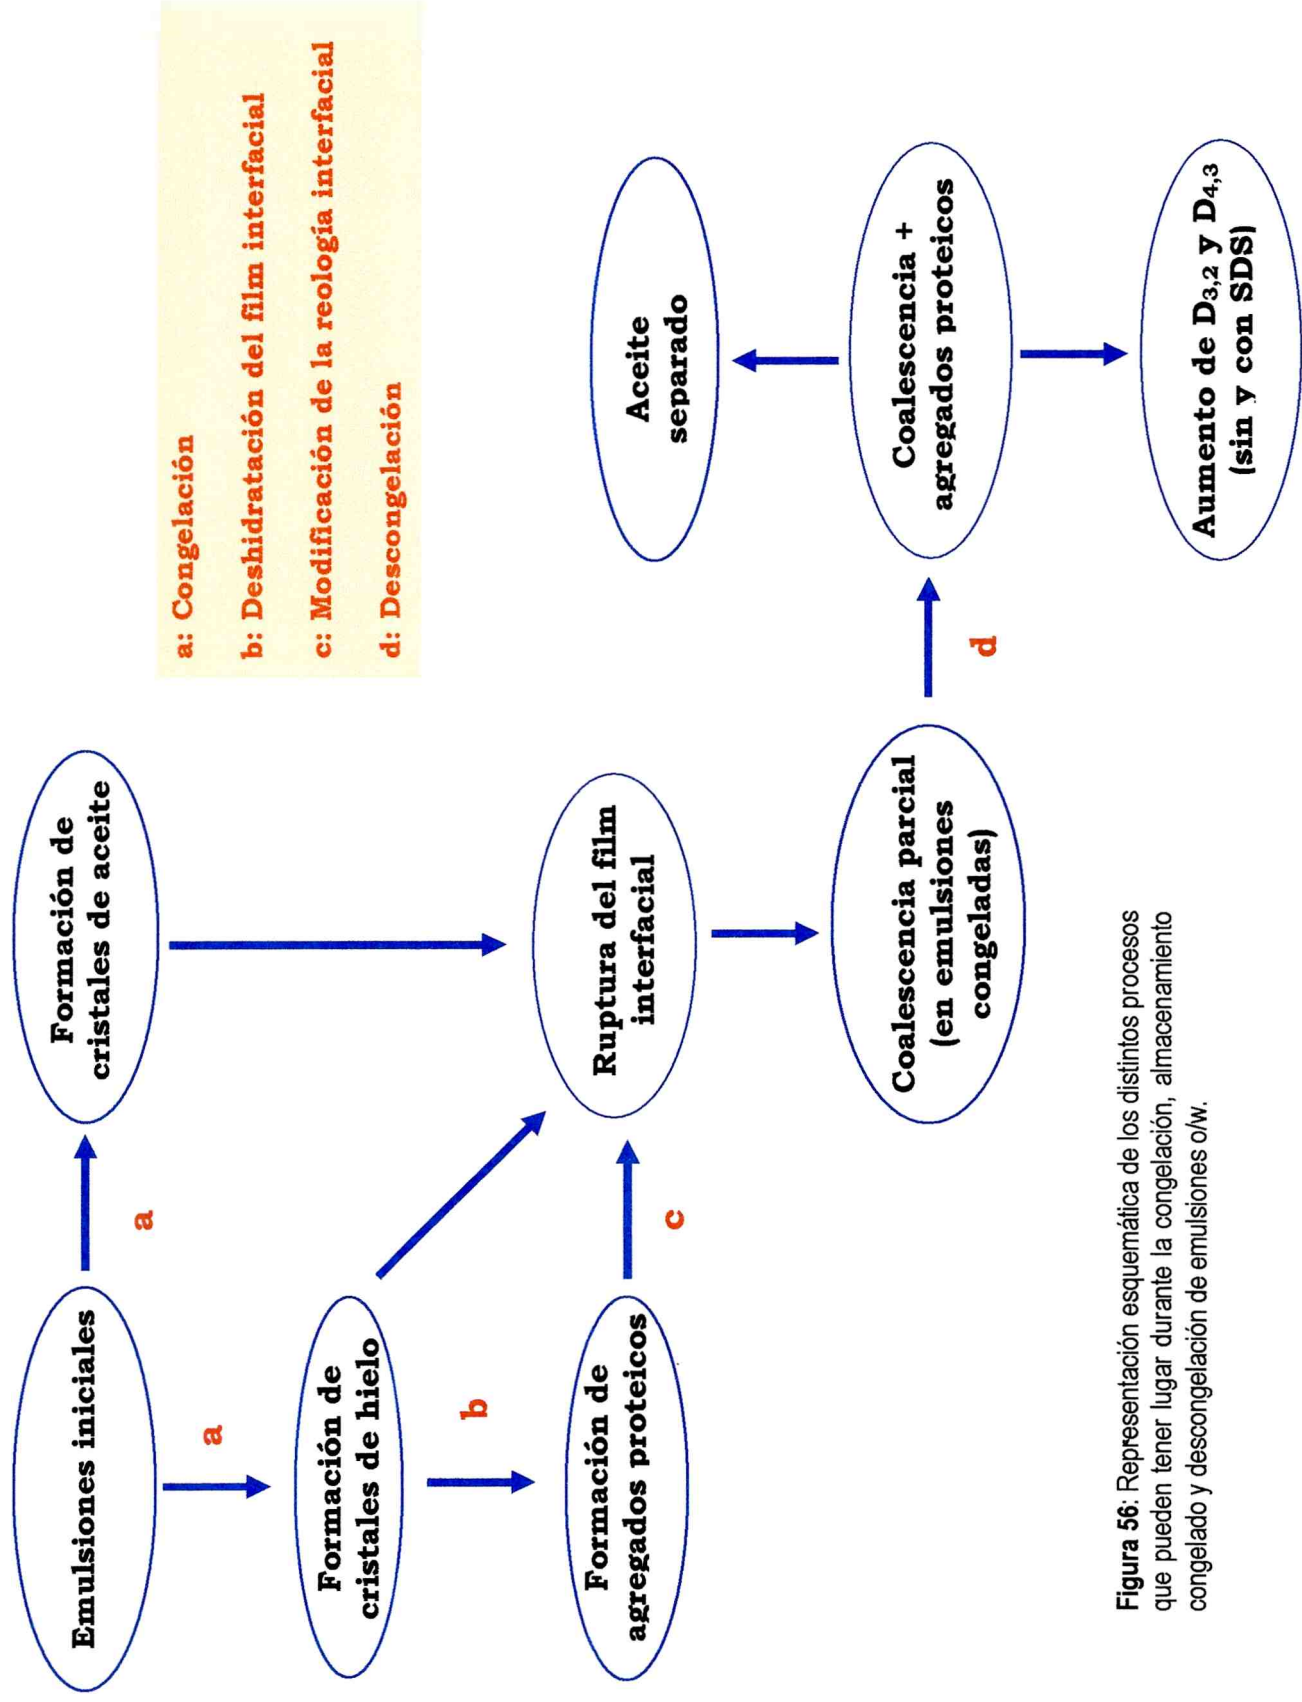 Emulsiones iniciales
a
Formación de
cristales de aceite
a: Congelación
b: Deshidratación del film interfacial
c: Modificación de la reología interfacial
d: Descongelación
a
Formación de
cristales de hielo
b
Formación de
agregados proteicos
c
Ruptura del film
interfacial
Coalescencia parcial
(en emulsiones
congeladas)
d
Aceite
separado
Coalescencia +
agregados proteicos
Aumento de D3,2 y D4,3
(sin y con SDS)
Figura 56: Representación esquemática de los distintos procesos
que pueden tener lugar durante la congelación, almacenamiento
congelado y descongelación de emulsiones o/w.